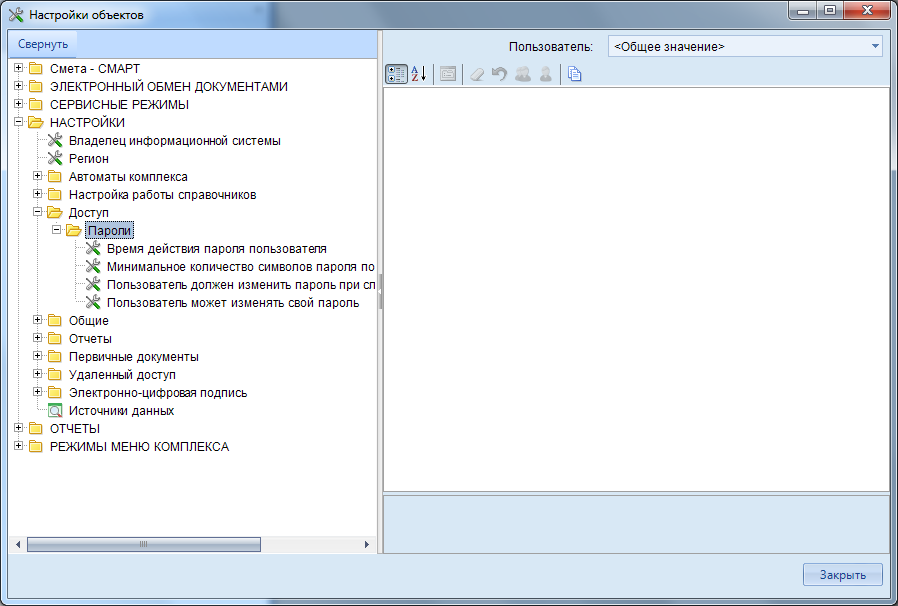 Настройки объектов
Свернуть
Смета - СМАРТ
ЭЛЕКТРОННЫЙ ОБМЕН ДОКУМЕНТАМИ
СЕРВИСНЫЕ РЕЖИМЫ
НАСТРОЙКИ
Владелец информационной системы
Регион
Автоматы комплекса
Настройка работы справочников
Доступ
Пароли
Время действия пароля пользователя
Минимальное количество символов пароля по
Пользователь должен изменить пароль при сл
Пользователь может изменять свой пароль
Общие
Отчеты
Первичные документы
Удаленный доступ
Электронно-цифровая подпись
Источники данных
ОТЧЕТЫ
РЕЖИМЫ МЕНЮ КОМПЛЕКСА
Пользователь: <Общее значение>
A
Z
Закрыть